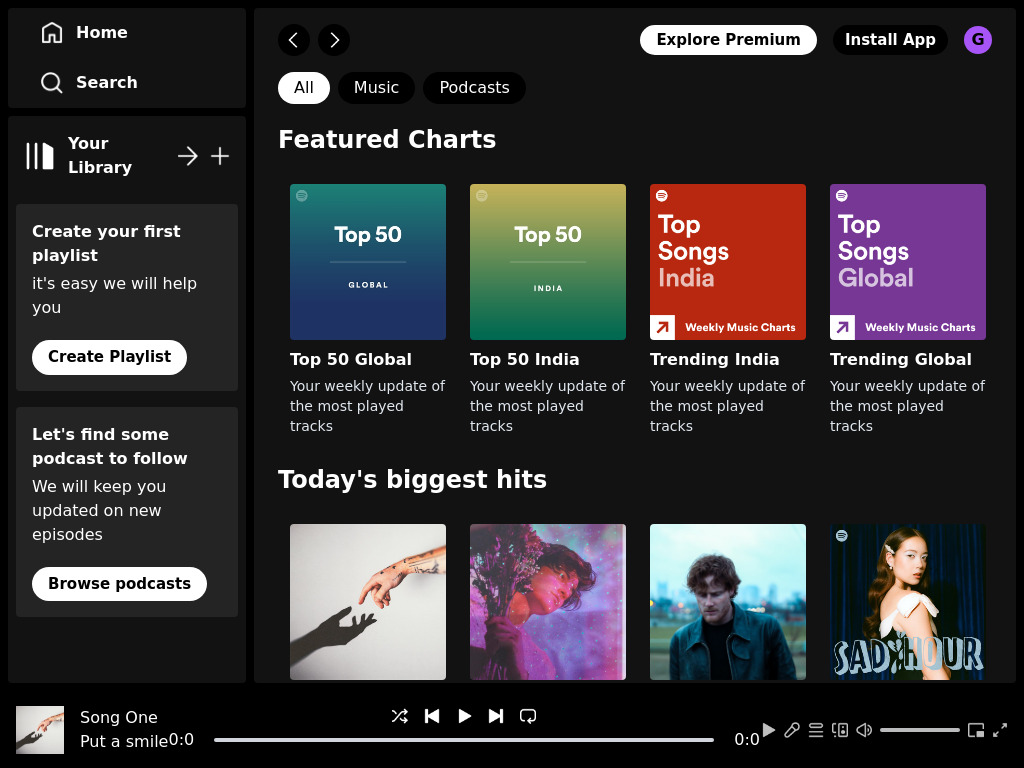 Home
Search
Your
Library
Create your first
playlist
it's easy we will help
you
Create Playlist
Let's find some
podcast to follow
We will keep you
updated on new
episodes
Browse podcasts
Explore Premium
Install App
G
All
Music
Podcasts
Featured Charts
Top 50
GLOBAL
Top 50 Global
Your weekly update of
the most played
tracks
Top 50
INDIA
Top 50 India
Your weekly update of
the most played
tracks
Top
Songs
India
Weekly Music Charts
Trending India
Your weekly update of
the most played
tracks
Top
Songs
Global
Weekly Music Charts
Trending Global
Your weekly update of
the most played
tracks
Today's biggest hits
SAD HOUR
Song One
Put a smile
0:0
0:0